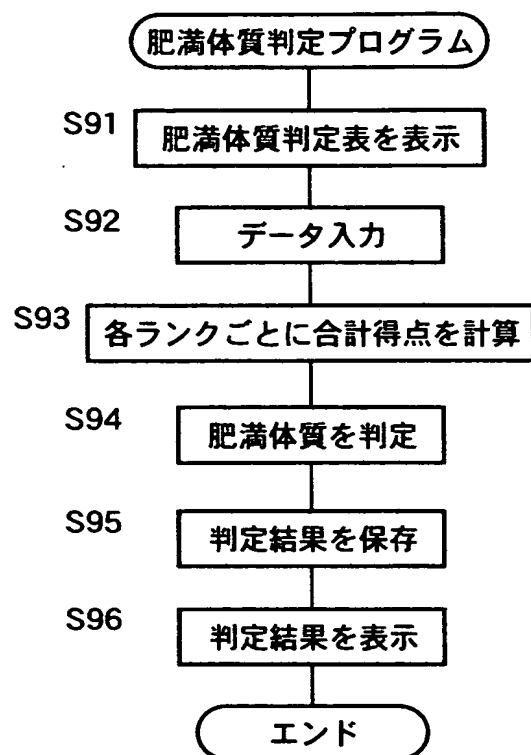 肥満体質判定プログラム
S91
肥満体質判定表を表示
S92
データ入力
S93
各ランクごとに合計得点を計算
S94
肥満体質を判定
S95
判定結果を保存
S96
判定結果を表示
エンド